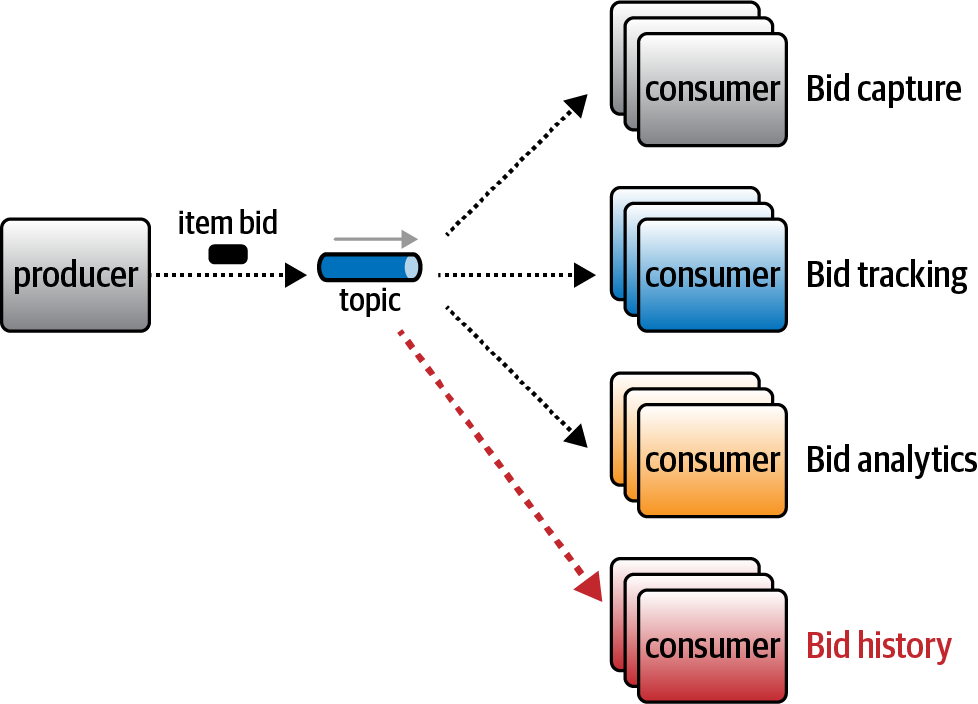 consumer Bid capture
item bid
producer
topic
consumer Bid tracking
consumer Bid analytics
consumer Bid history